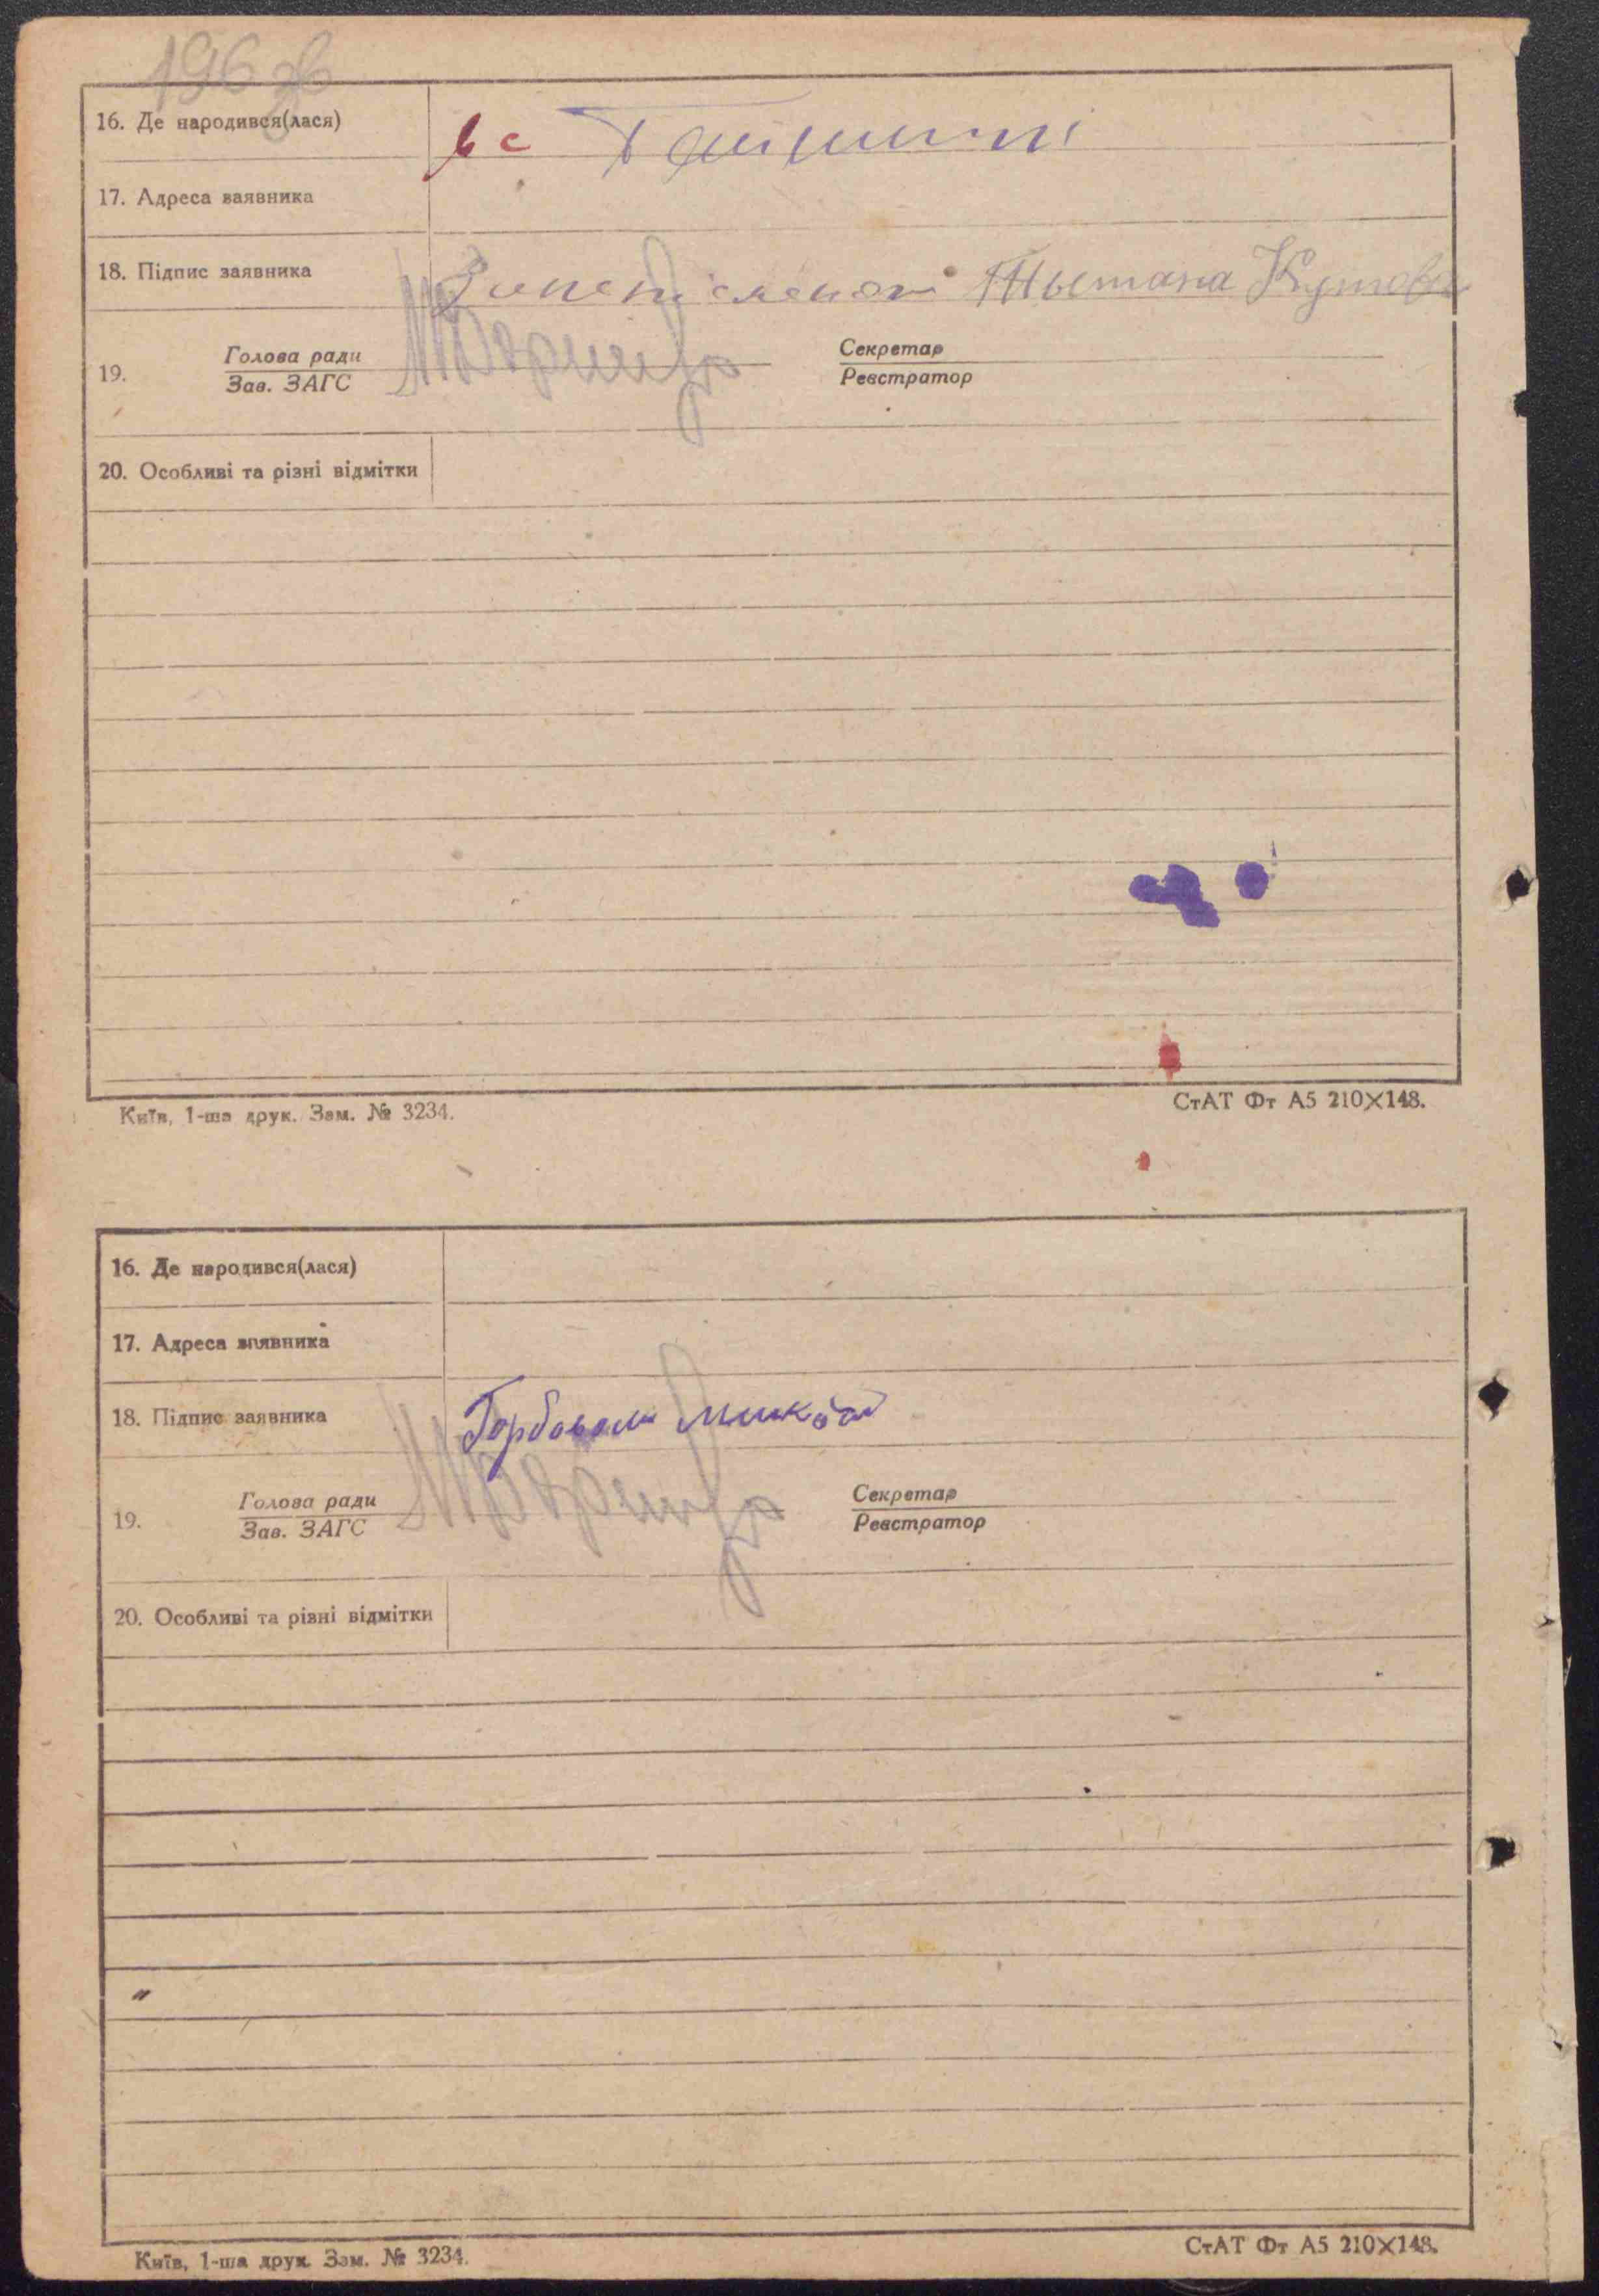 196 зв
16. Де народився(лася) в с
17. Адреса заявника
18. Підпис заявника
19. Голова ради Секретар
Зав. ЗАГС Реєстратор
20. Особливі та різні відмітки
Київ, 1-ша друк. Зам. № 3234. СтАТ Фт А5 210×148.
16. Де народився(лася)
17. Адреса заявника
18. Підпис заявника
19. Голова ради Секретар
Зав. ЗАГС Реєстратор
20. Особливі та різні відмітки
Київ, 1-ша друк. Зам. № 3234. СтАТ Фт А5 210×148.